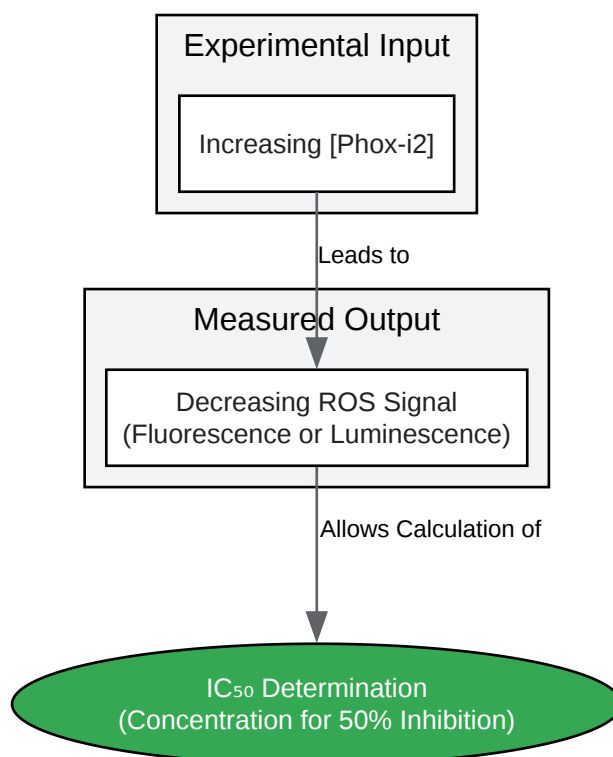 Experimental Input
Increasing [Phox-i2]
Leads to
Measured Output
Decreasing ROS Signal
(Fluorescence or Luminescence)
Allows Calculation of
IC₅₀ Determination
(Concentration for 50% Inhibition)